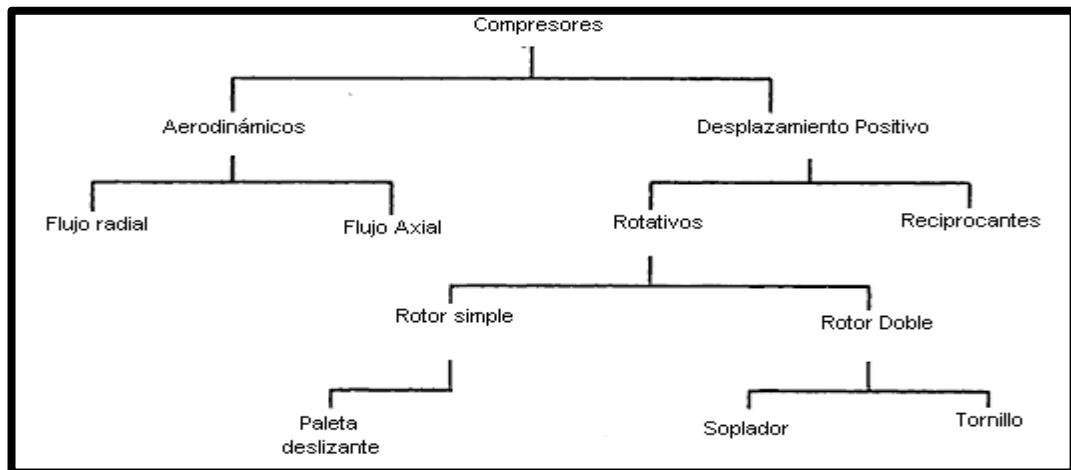 Compresores
Aerodinámicos
Desplazamiento Positivo
Flujo radial
Flujo Axial
Rotativos
Reciprocantes
Rotor simple
Rotor Doble
Paleta
deslizante
Soplador
Tornillo